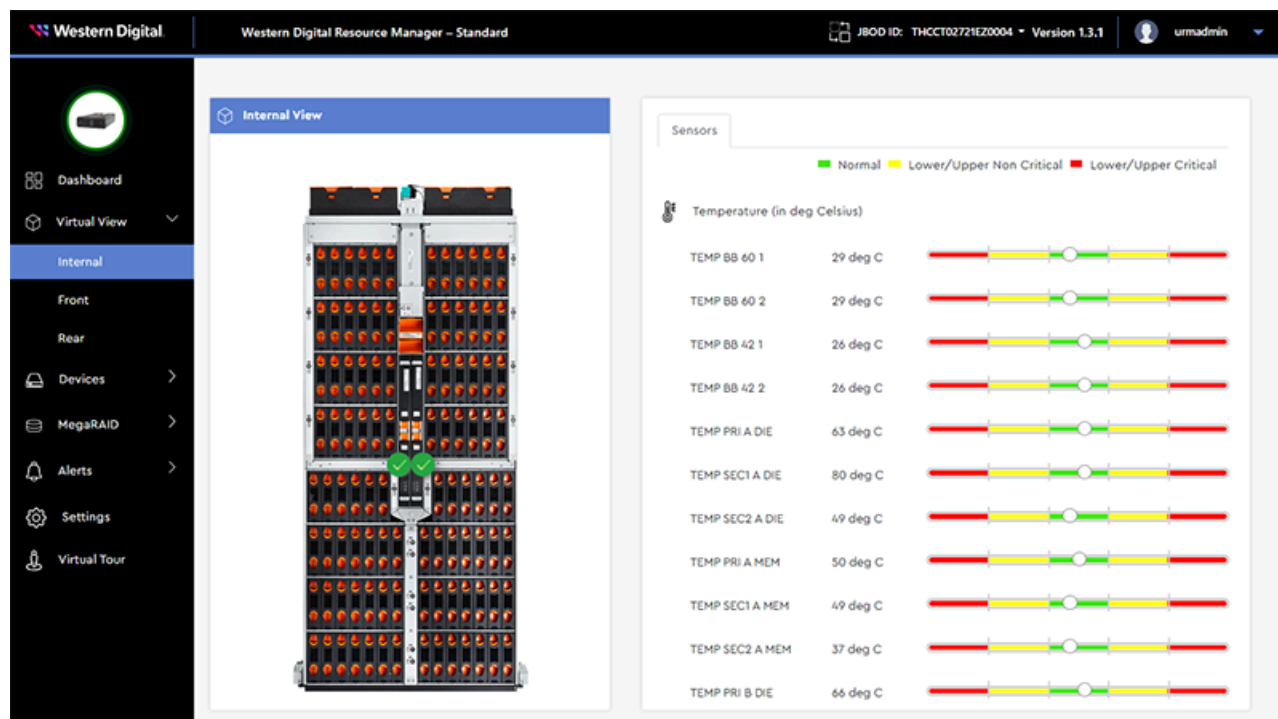 Western Digital.
Western Digital Resource Manager – Standard
JBOD ID: THCCT02721EZ0004 Version 1.3.1
urmadmin
Dashboard
Virtual View
Internal
Front
Rear
Devices
MegaRAID
Alerts
Settings
Virtual Tour
Internal View
Sensors
Normal Lower/Upper Non Critical Lower/Upper Critical
Temperature (in deg Celsius)
TEMP BB 60 1 29 deg C
TEMP BB 60 2 29 deg C
TEMP BB 42 1 26 deg C
TEMP BB 42 2 26 deg C
TEMP PRI A DIE 63 deg C
TEMP SEC1 A DIE 80 deg C
TEMP SEC2 A DIE 49 deg C
TEMP PRI A MEM 50 deg C
TEMP SEC1 A MEM 49 deg C
TEMP SEC2 A MEM 37 deg C
TEMP PRI B DIE 66 deg C